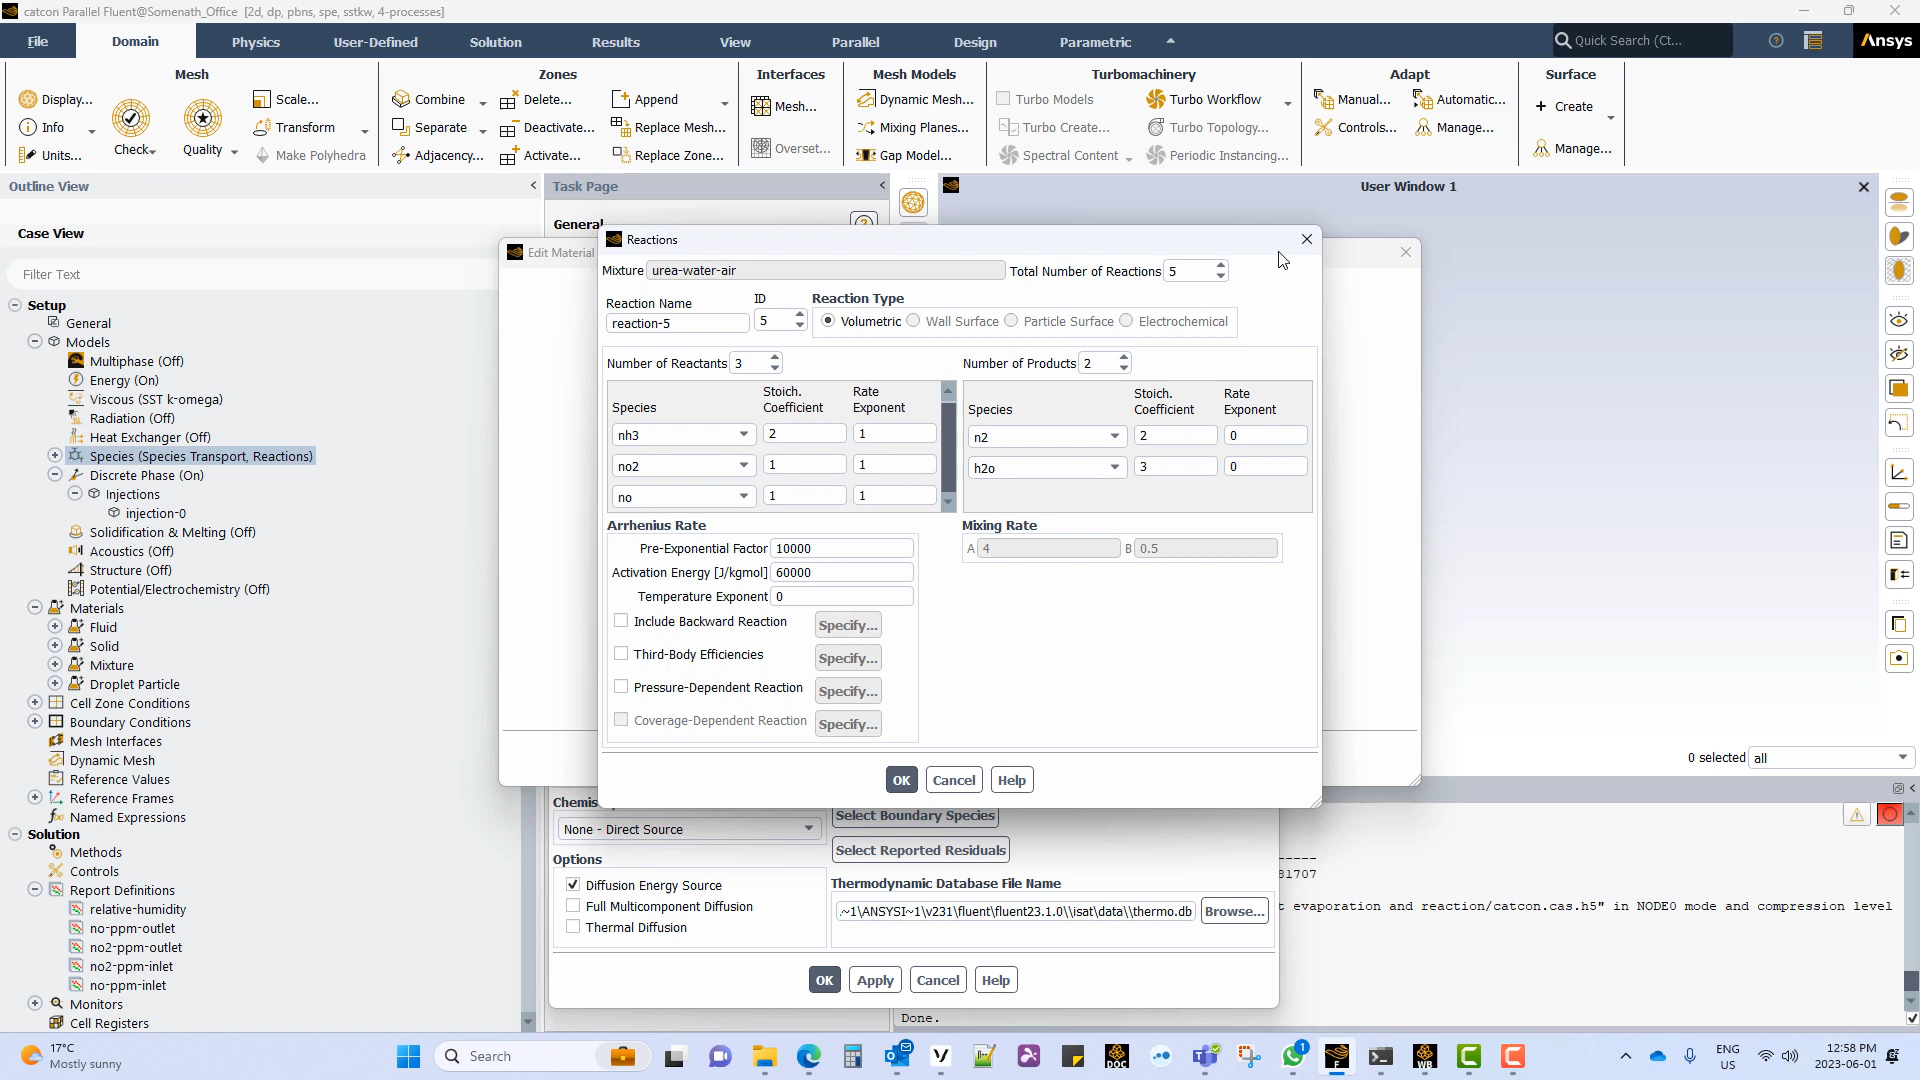 catcon Parallel Fluent@Somenath_Office [2d, dp, pbns, spe, sstkw, 4-processes]
File Domain Physics User-Defined Solution Results View Parallel Design Parametric Quick Search (Ct... Ansys
Mesh Zones Interfaces Mesh Models Turbomachinery Adapt Surface
Display... Scale... Combine Delete... Append Mesh... Dynamic Mesh... Turbo Models Turbo Workflow Manual... Automatic... Create
Info Check Quality Transform Separate Deactivate... Replace Mesh... Mixing Planes... Turbo Create... Turbo Topology... Controls... Manage...
Units... Make Polyhedra Adjacency... Activate... Replace Zone... Overset... Gap Model... Spectral Content Periodic Instancing... Manage...
Outline View Task Page User Window 1
Case View
General
Filter Text
Setup
General
Models
Multiphase (Off)
Energy (On)
Viscous (SST k-omega)
Radiation (Off)
Heat Exchanger (Off)
Species (Species Transport, Reactions)
Discrete Phase (On)
Injections
injection-0
Solidification & Melting (Off)
Acoustics (Off)
Structure (Off)
Potential/Electrochemistry (Off)
Materials
Fluid
Solid
Mixture
Droplet Particle
Cell Zone Conditions
Boundary Conditions
Mesh Interfaces
Dynamic Mesh
Reference Values
Reference Frames
Named Expressions
Solution
Methods
Controls
Report Definitions
relative-humidity
no-ppm-outlet
no2-ppm-outlet
no2-ppm-inlet
no-ppm-inlet
Monitors
Cell Registers
Edit Material
Reactions
Mixture urea-water-air Total Number of Reactions 5
Reaction Name ID Reaction Type
reaction-5 5 Volumetric Wall Surface Particle Surface Electrochemical
Number of Reactants 3 Number of Products 2
Species Stoich. Coefficient Rate Exponent Species Stoich. Coefficient Rate Exponent
nh3 2 1 n2 2 0
no2 1 1 h2o 3 0
no 1 1
Arrhenius Rate Mixing Rate
Pre-Exponential Factor 10000 A 4 B 0.5
Activation Energy [J/kgmol] 60000
Temperature Exponent 0
Include Backward Reaction Specify...
Third-Body Efficiencies Specify...
Pressure-Dependent Reaction Specify...
Coverage-Dependent Reaction Specify...
OK Cancel Help
0 selected all
Chemis
None - Direct Source
Select Boundary Species
Select Reported Residuals
Options
Diffusion Energy Source
Full Multicomponent Diffusion
Thermal Diffusion
Thermodynamic Database File Name
.~1\ANSYSI~1\v231\fluent\fluent23.1.0\\isat\data\\thermo.db Browse...
OK Apply Cancel Help
-----
31707
t evaporation and reaction/catcon.cas.h5" in NODE0 mode and compression level
Done.
17°C
Mostly sunny
Search
DOC
F
WB
1
ENG
US
12:58 PM
2023-06-01